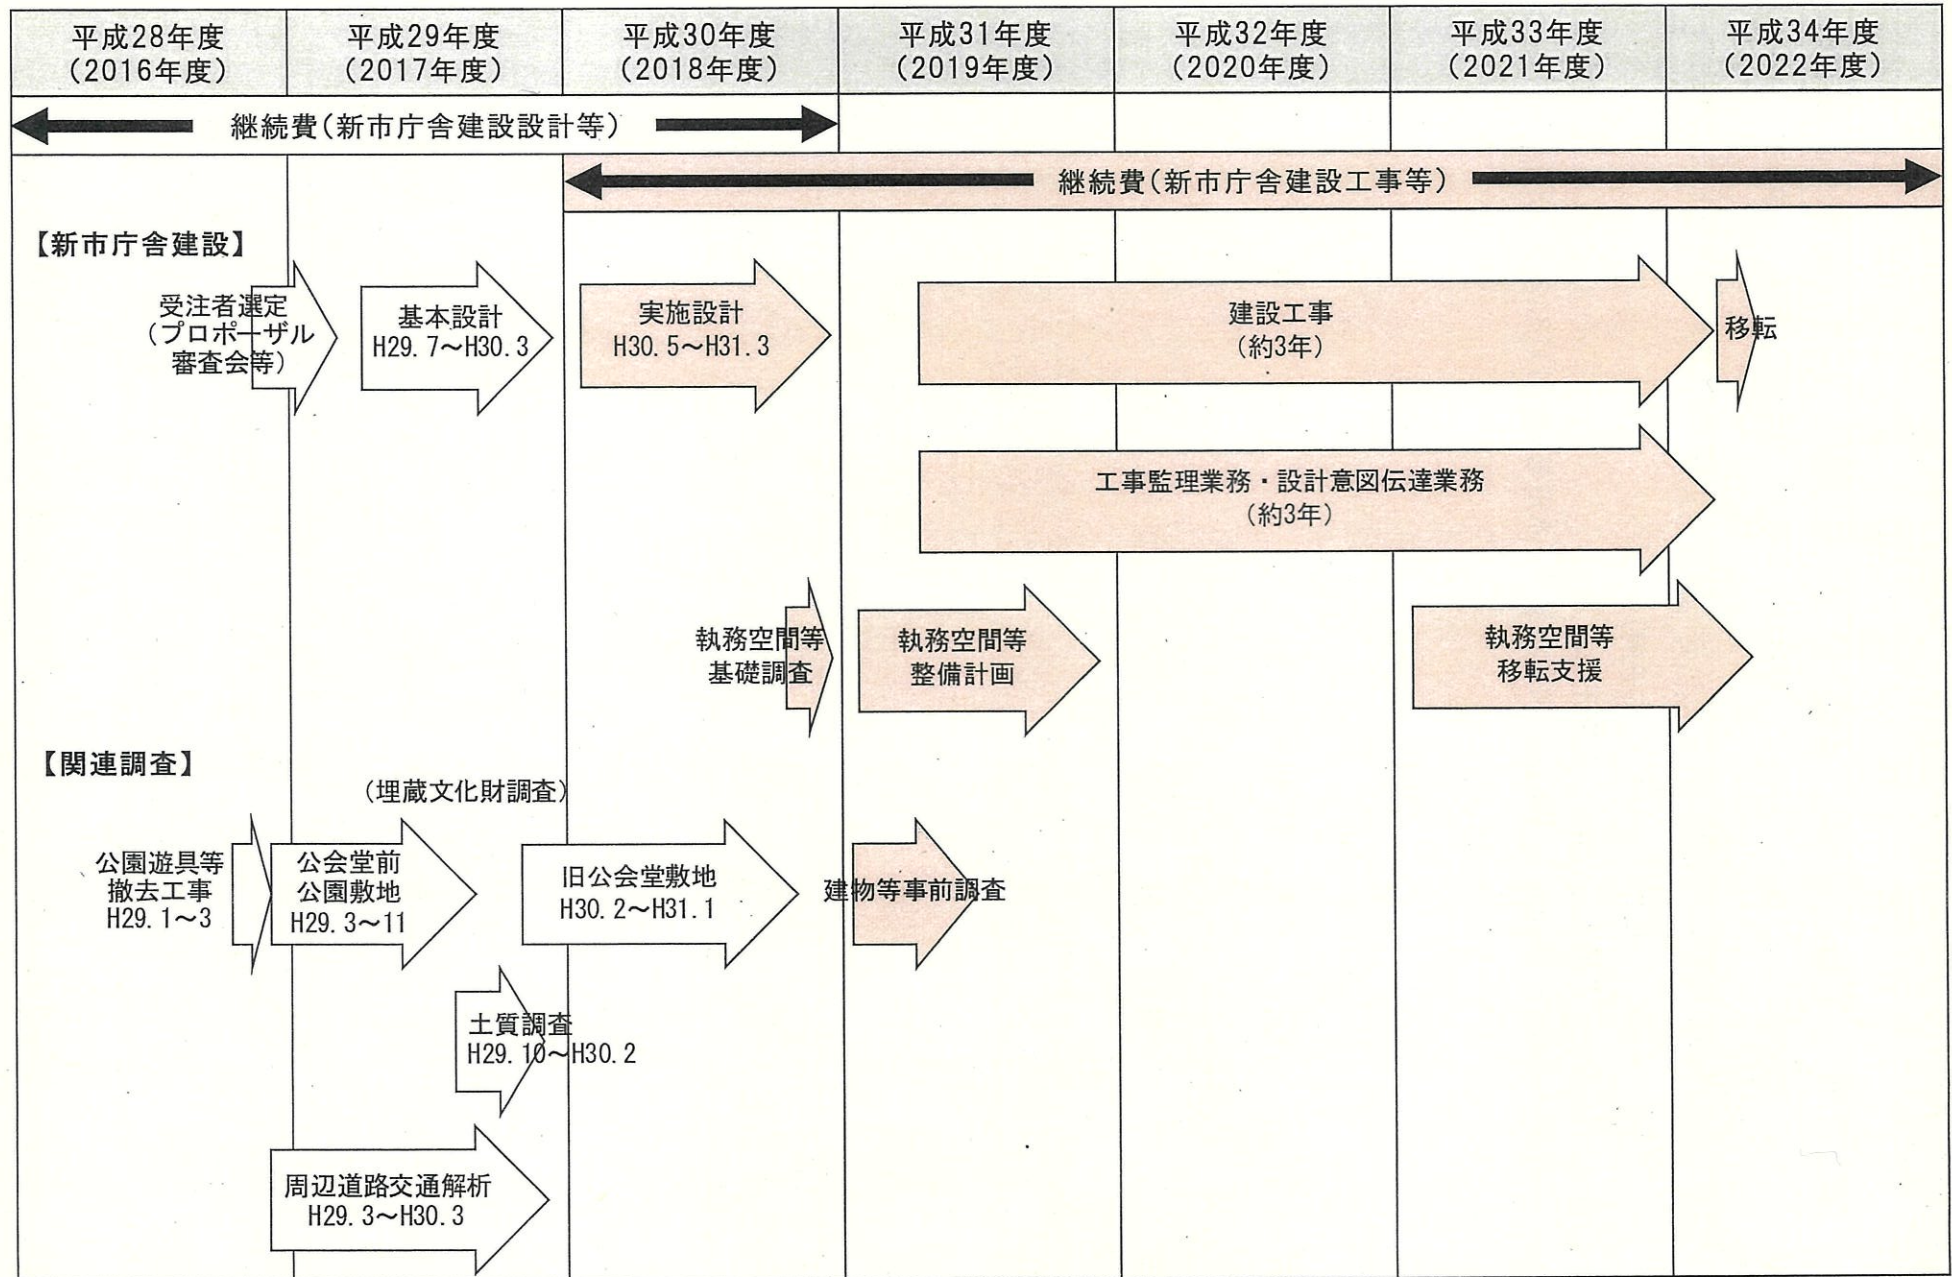 平成28年度
（2016年度）
平成29年度
（2017年度）
平成30年度
（2018年度）
平成31年度
（2019年度）
平成32年度
（2020年度）
平成33年度
（2021年度）
平成34年度
（2022年度）
継続費（新市庁舎建設設計等）
継続費（新市庁舎建設工事等）
【新市庁舎建設】
受注者選定
（プロポーザル
審査会等）
基本設計
H29.7～H30.3
実施設計
H30.5～H31.3
建設工事
（約3年）
移転
工事監理業務・設計意図伝達業務
（約3年）
執務空間等
基礎調査
執務空間等
整備計画
執務空間等
移転支援
【関連調査】
（埋蔵文化財調査）
公園遊具等
撤去工事
H29.1～3
公会堂前
公園敷地
H29.3～11
旧公会堂敷地
H30.2～H31.1
建物等事前調査
土質調査
H29.10～H30.2
周辺道路交通解析
H29.3～H30.3